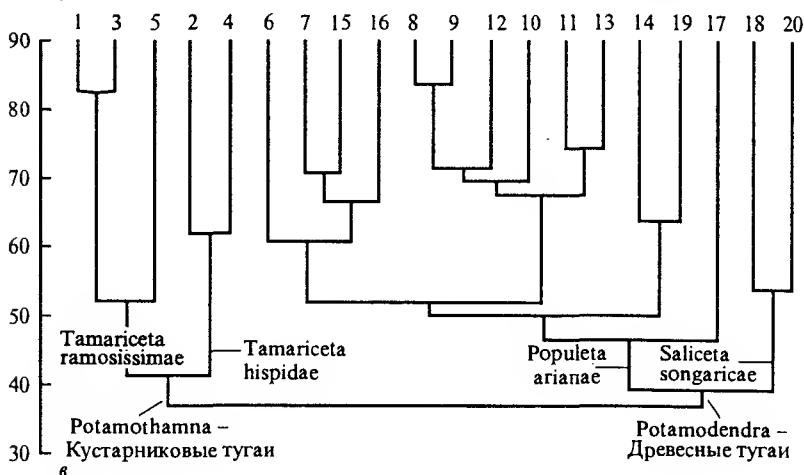 90
1 3 5 2 4 6 7 15 16 8 9 12 10 11 13 14 19 17 18 20
80
70
60
50
Tamariceta
ramosissimae
Tamariceta
hispidae
Populeta
arianae
Saliceta
songaricae
40
Potamothamna –
Кустарниковые тугаи
Potamodendra –
Древесные тугаи
30
в